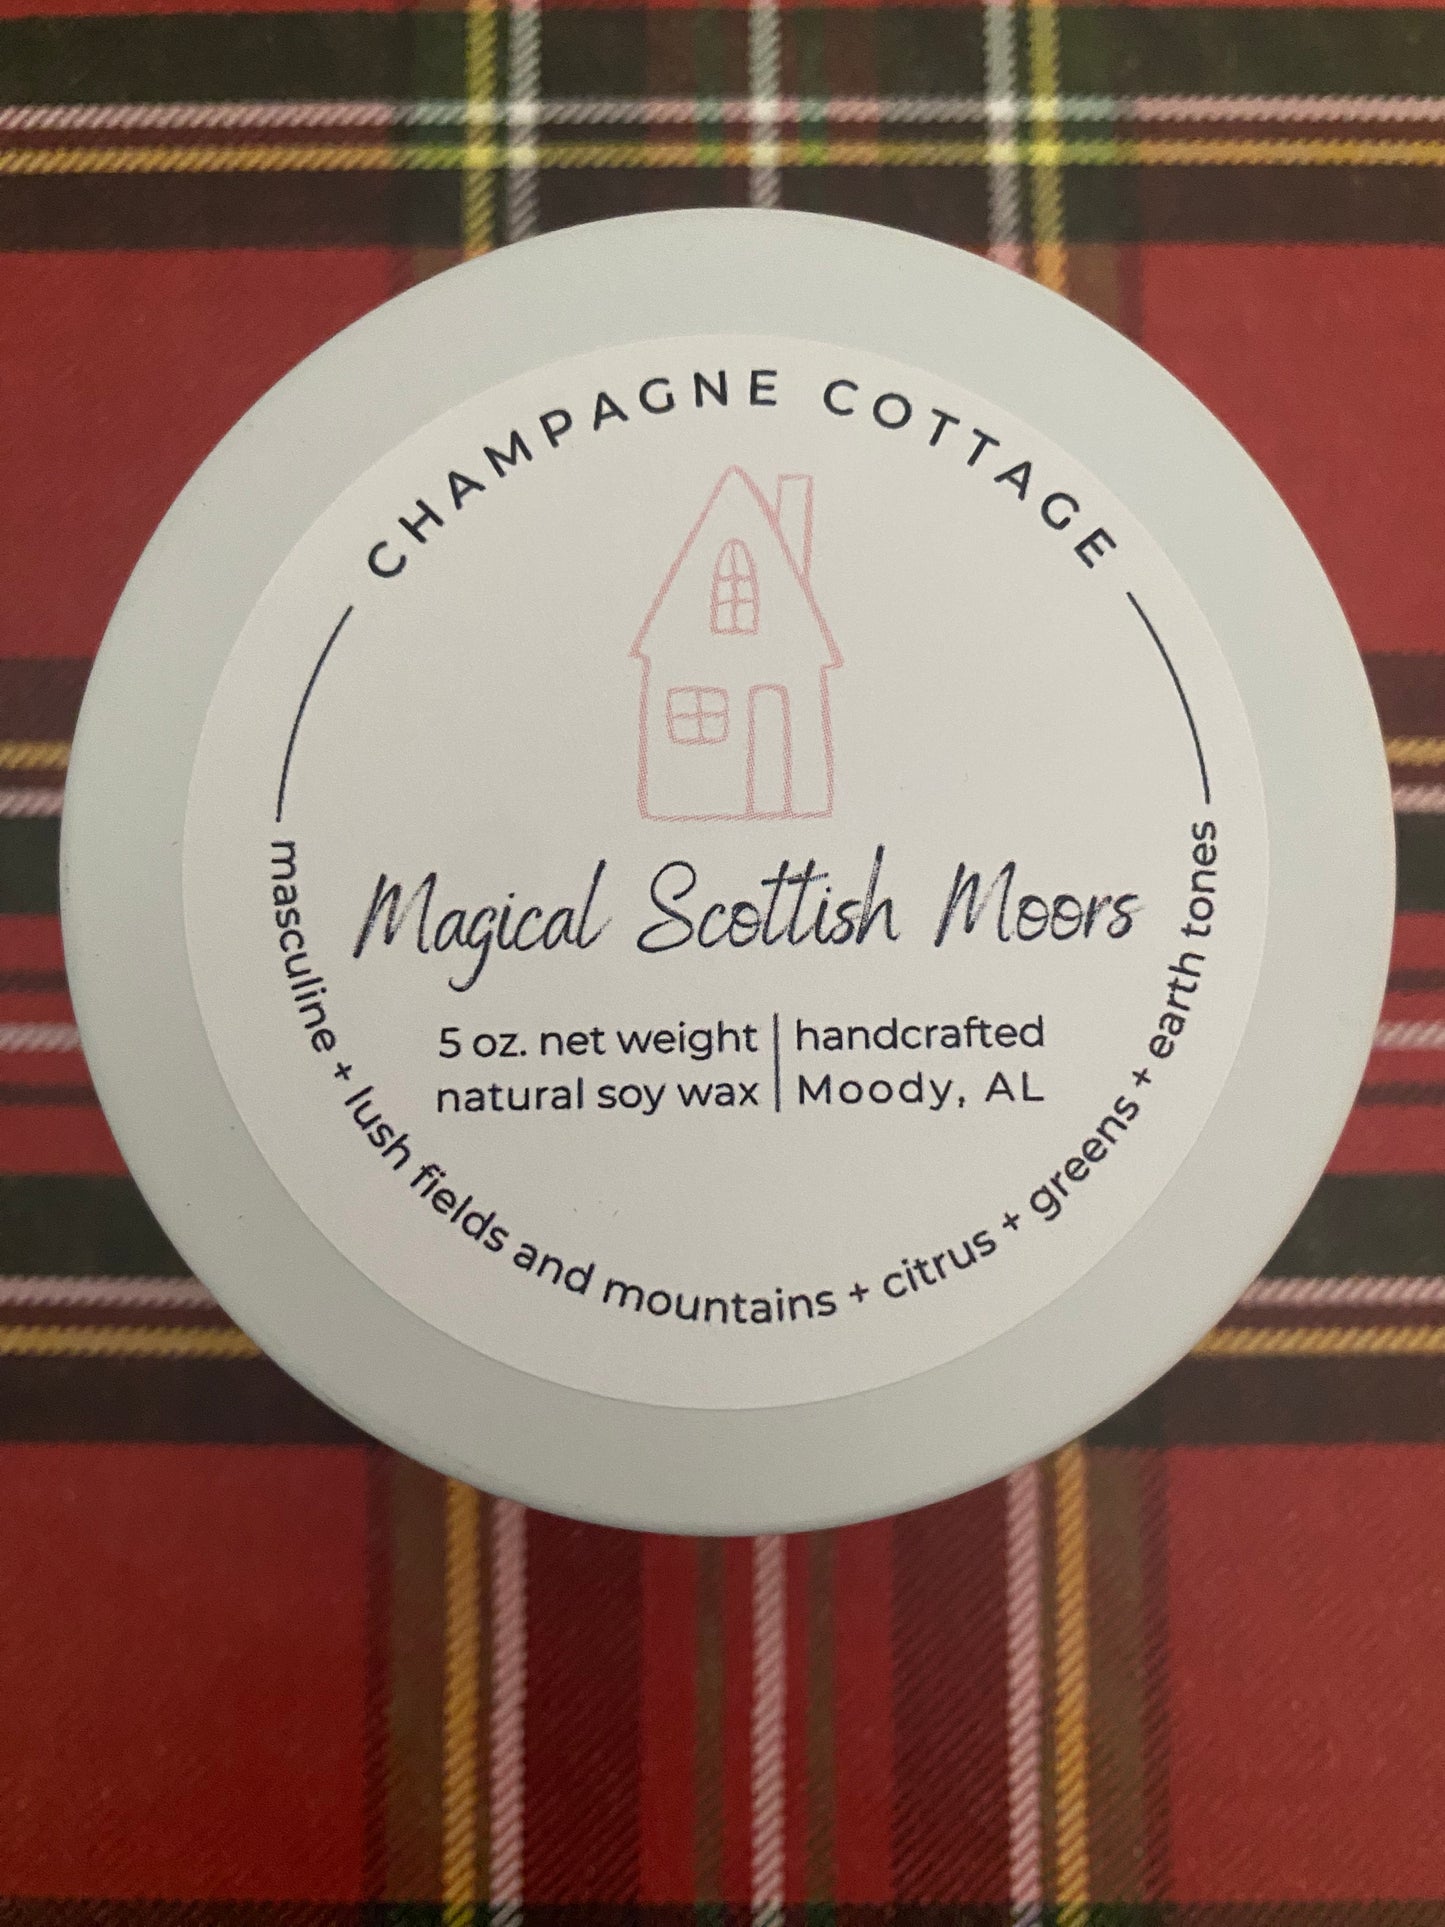 CHAMPAGNE COTTAGE
Magical Scottish Moors
5 oz. net weight | handcrafted
natural soy wax | Moody, AL
masculine + lush fields and mountains + citrus + greens + earth tones